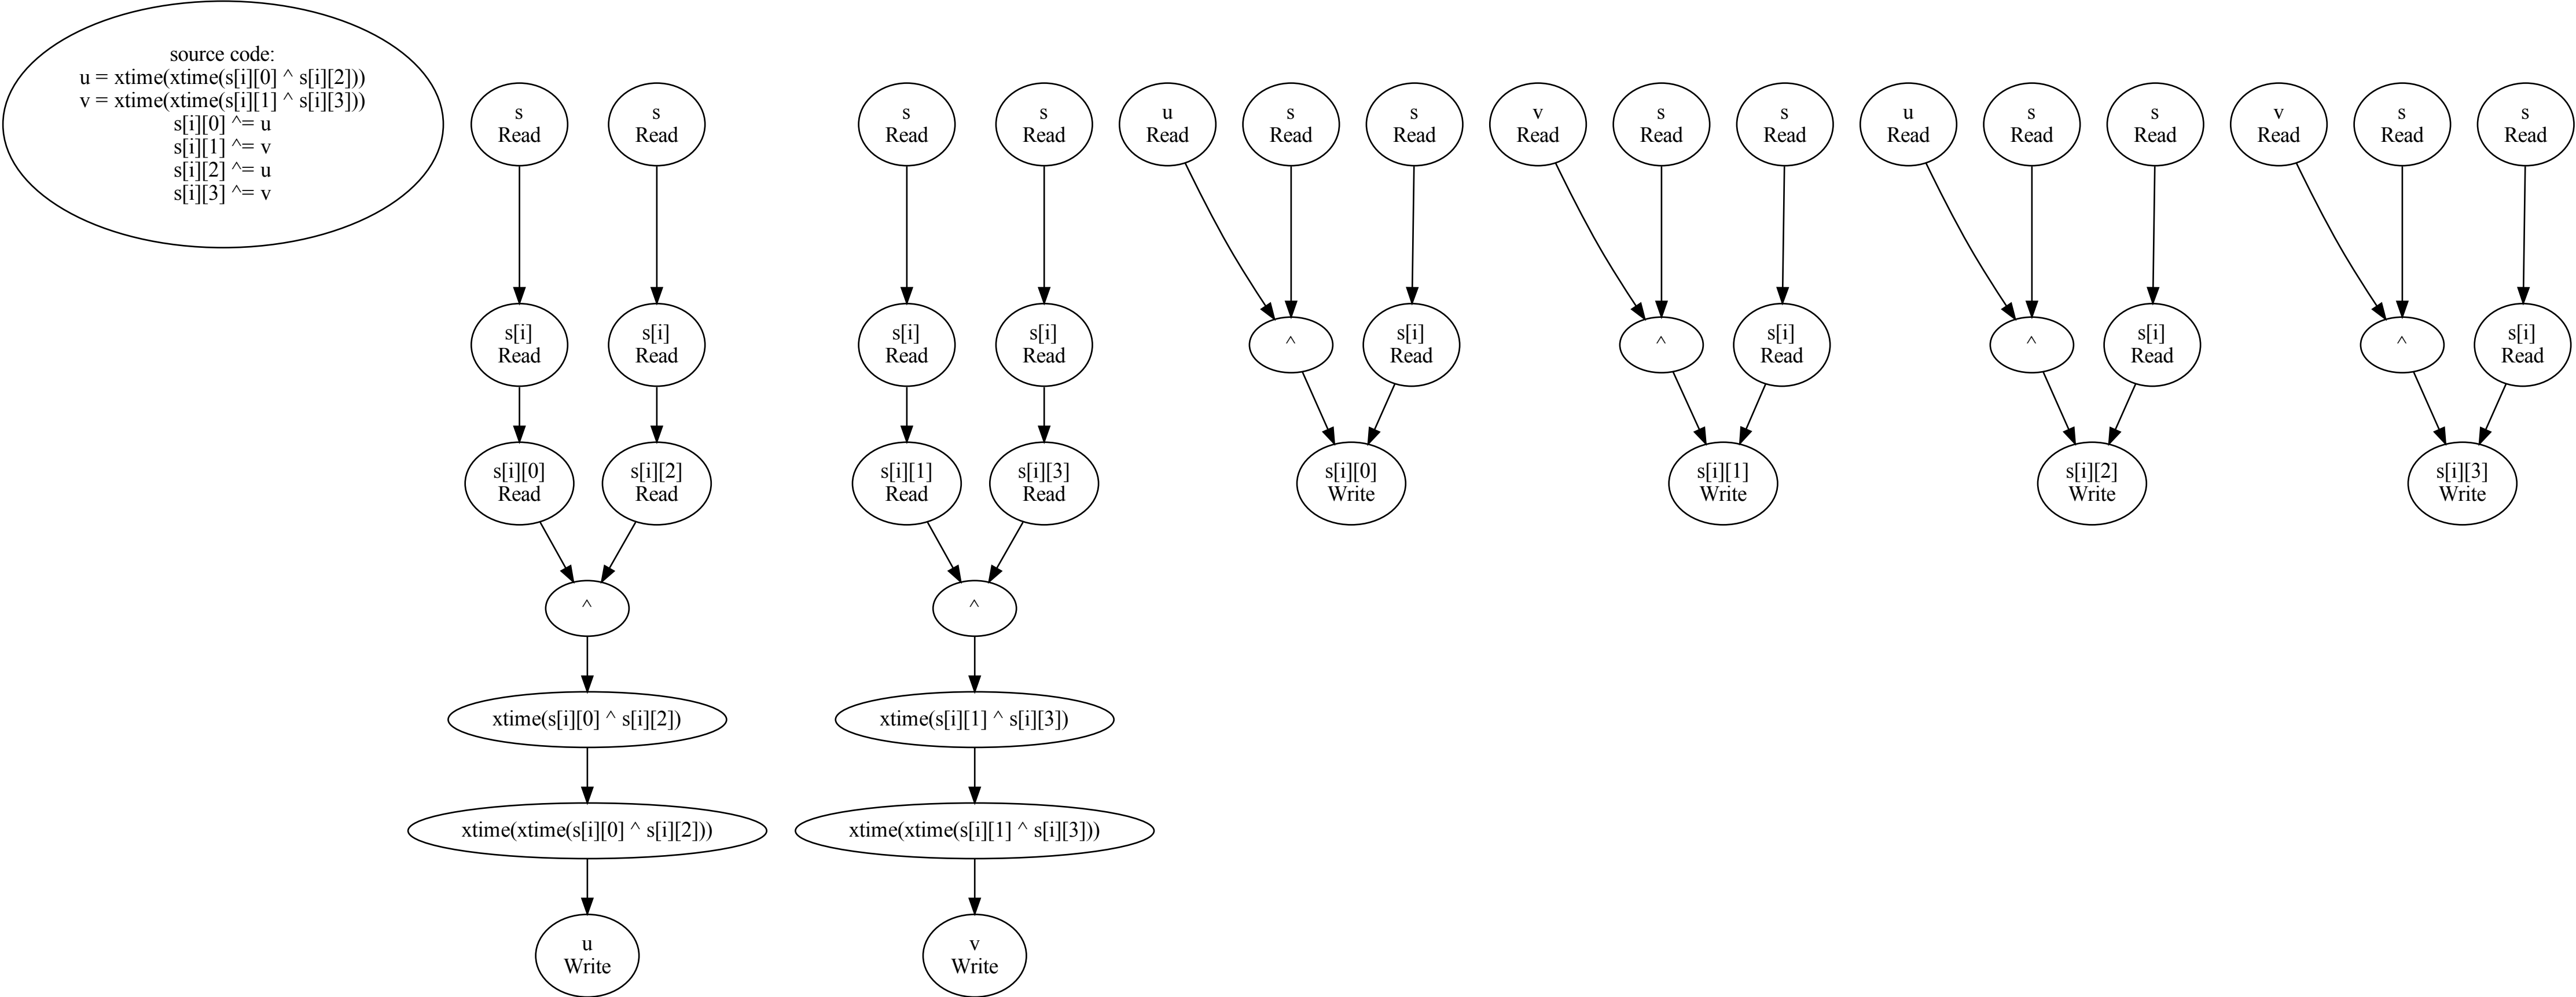 source code:
u = xtime(xtime(s[i][0] ^ s[i][2]))
v = xtime(xtime(s[i][1] ^ s[i][3]))
s[i][0] ^= u
s[i][1] ^= v
s[i][2] ^= u
s[i][3] ^= v
s
Read
s
Read
s
Read
s
Read
u
Read
s
Read
s
Read
v
Read
s
Read
s
Read
u
Read
s
Read
s
Read
v
Read
s
Read
s
Read
s[i]
Read
s[i]
Read
s[i]
Read
s[i]
Read
^
s[i]
Read
^
s[i]
Read
^
s[i]
Read
^
s[i]
Read
s[i][0]
Read
s[i][2]
Read
s[i][1]
Read
s[i][3]
Read
s[i][0]
Write
s[i][1]
Write
s[i][2]
Write
s[i][3]
Write
^
^
xtime(s[i][0] ^ s[i][2])
xtime(s[i][1] ^ s[i][3])
xtime(xtime(s[i][0] ^ s[i][2]))
xtime(xtime(s[i][1] ^ s[i][3]))
u
Write
v
Write